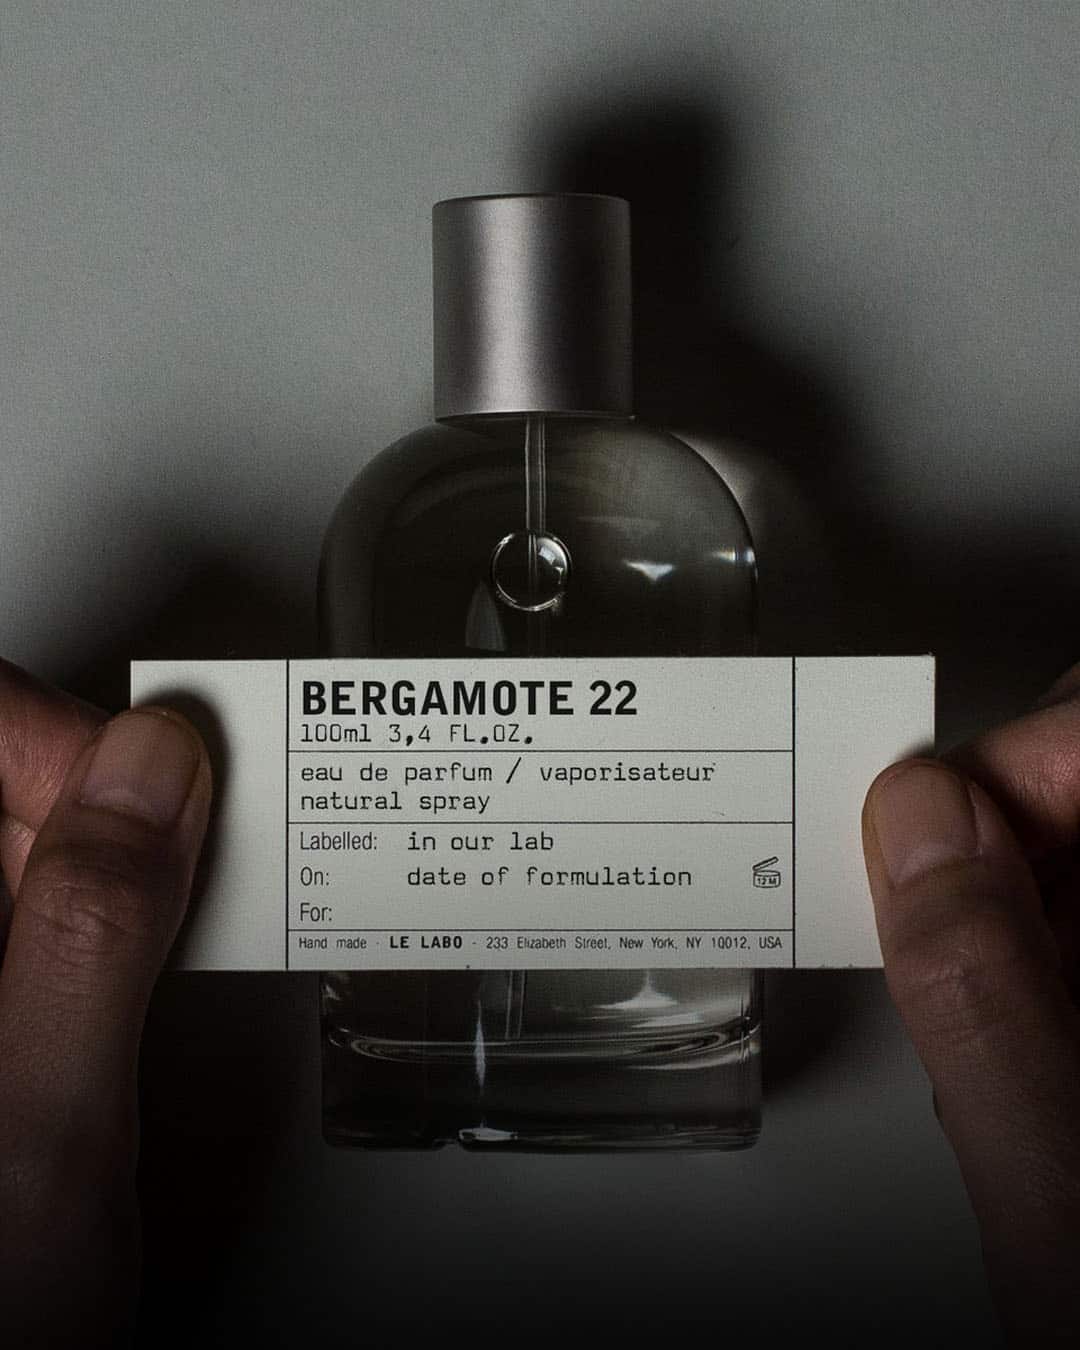 BERGAMOTE 22
100ml 3,4 FL.OZ.
eau de parfum / vaporisateur
natural spray
Labelled: in our lab
On: date of formulation
12 M
For:
Hand made · LE LABO - 233 Elizabeth Street, New York, NY 10012, USA